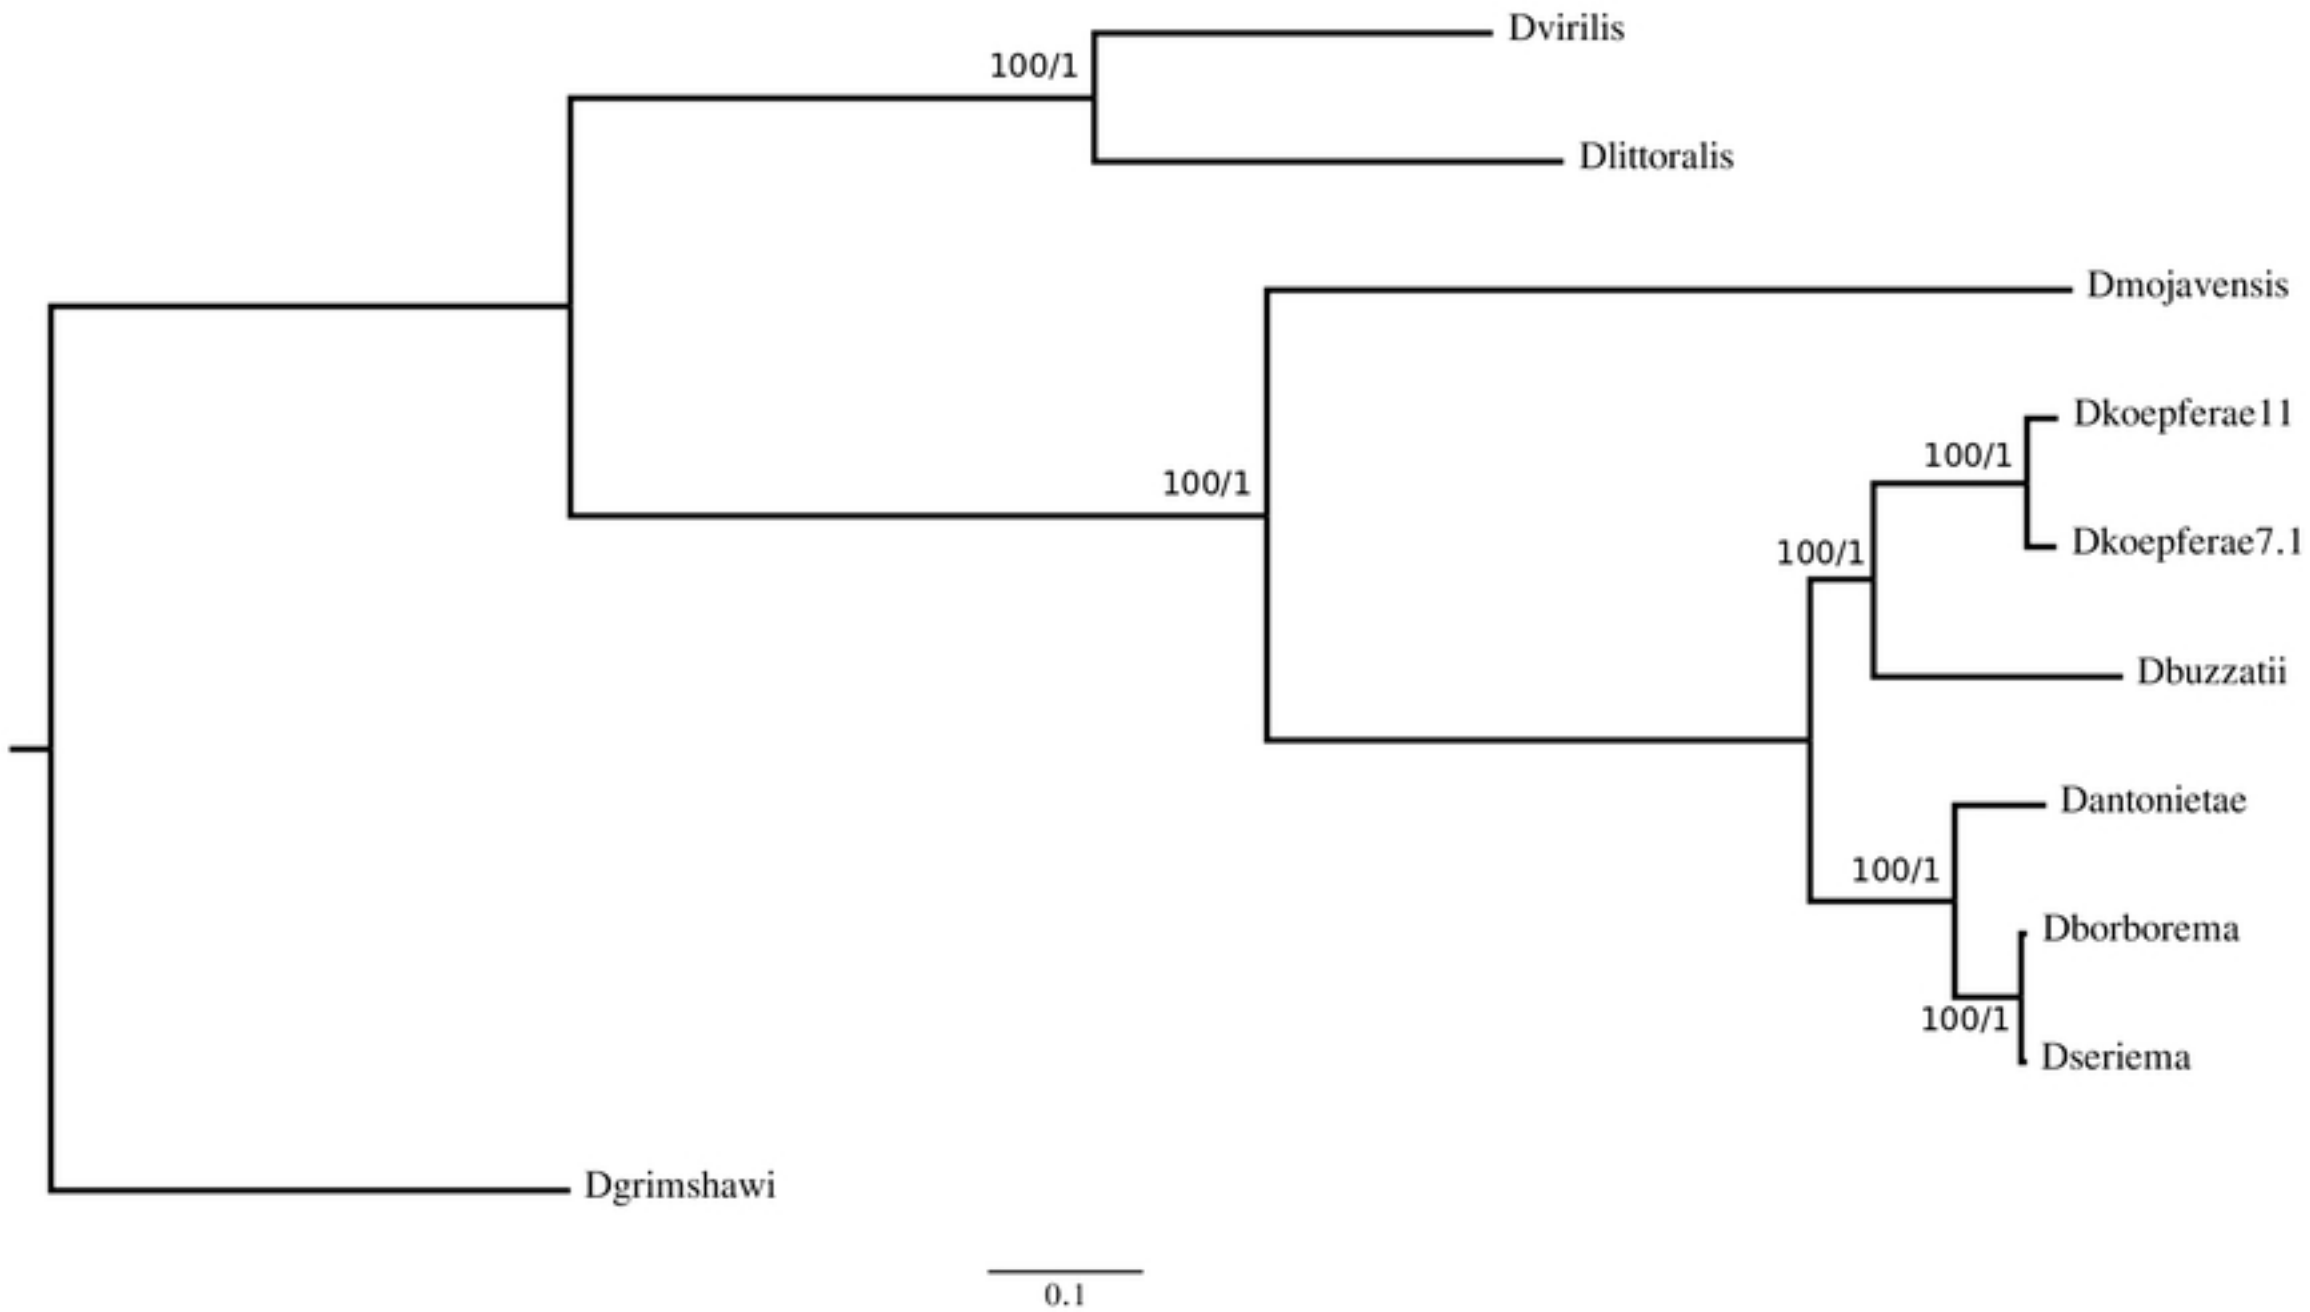 Dvirilis
100/1
Dlittoralis
Dmojavensis
Dkoepferae11
100/1
100/1
Dkoepferae7.1
100/1
Dbuzzatii
Dantonietae
100/1
Dborborema
100/1
Dseriema
Dgrimshawi
0.1